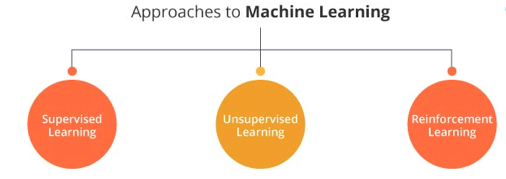 Approaches to Machine Learning
Supervised
Learning
Unsupervised
Learning
Reinforcement
Learning